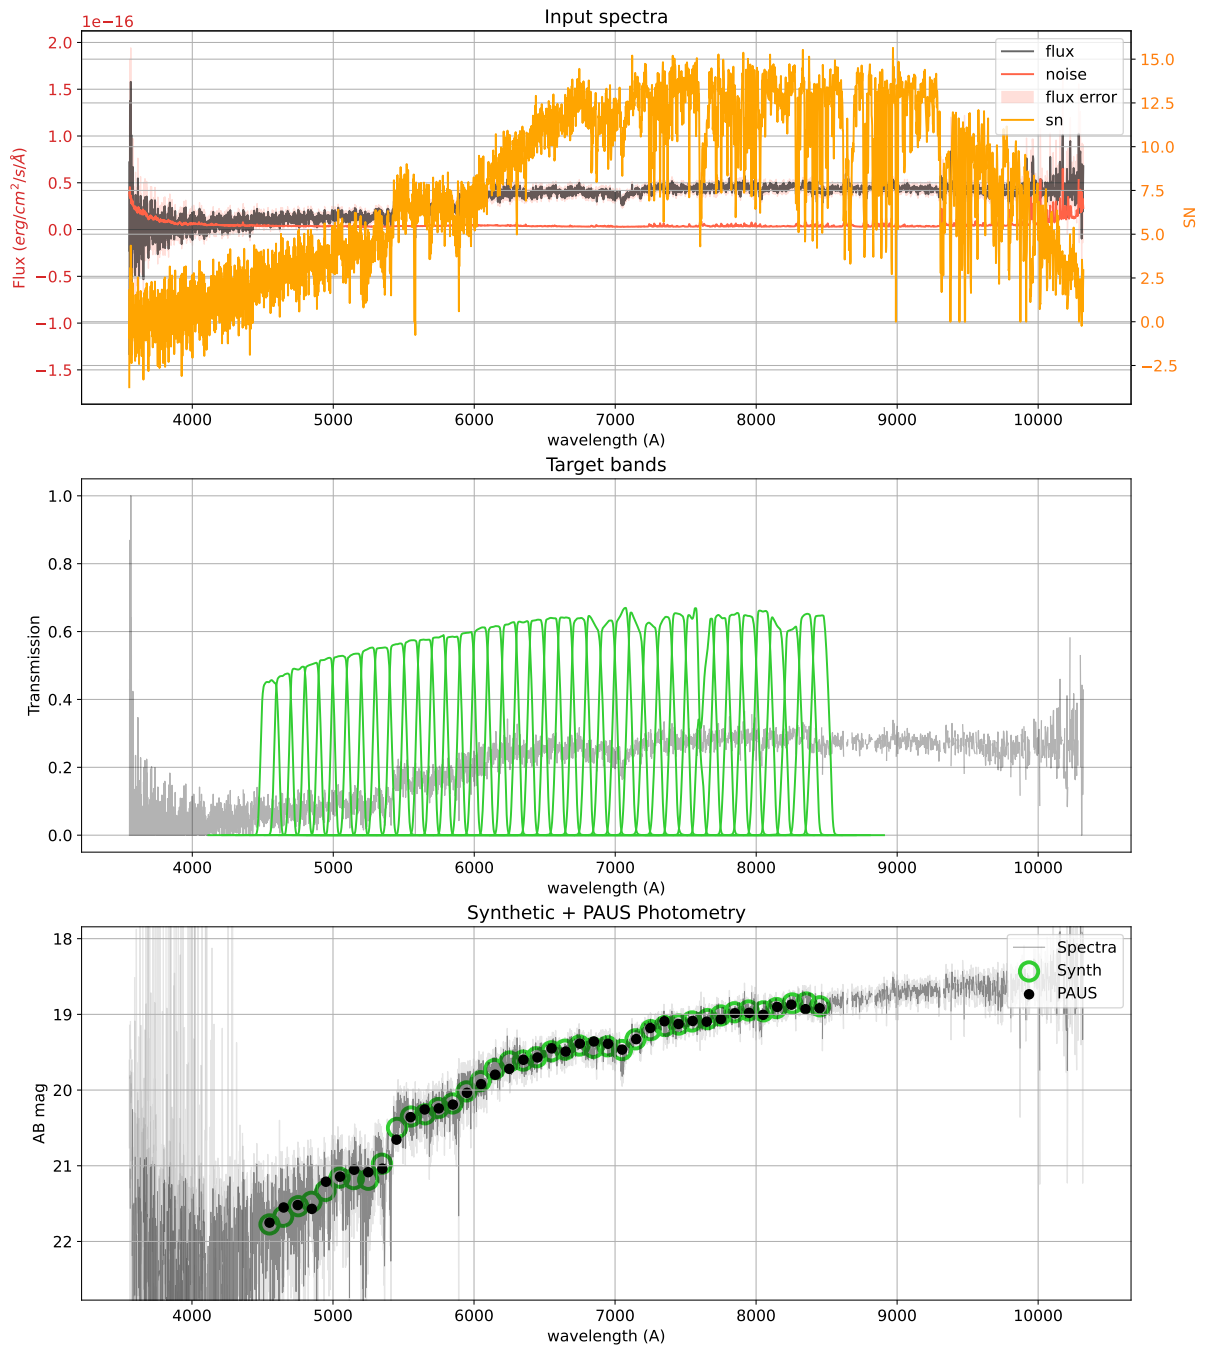 Input spectra
1e−16
2.0
1.5
1.0
0.5
0.0
−0.5
−1.0
−1.5
Flux (erg/cm²/s/Å)
15.0
12.5
10.0
7.5
5.0
2.5
0.0
−2.5
SN
flux
noise
flux error
sn
4000 5000 6000 7000 8000 9000 10000
wavelength (A)
Target bands
1.0
0.8
0.6
0.4
0.2
0.0
Transmission
4000 5000 6000 7000 8000 9000 10000
wavelength (A)
Synthetic + PAUS Photometry
18
19
20
21
22
AB mag
Spectra
Synth
PAUS
4000 5000 6000 7000 8000 9000 10000
wavelength (A)